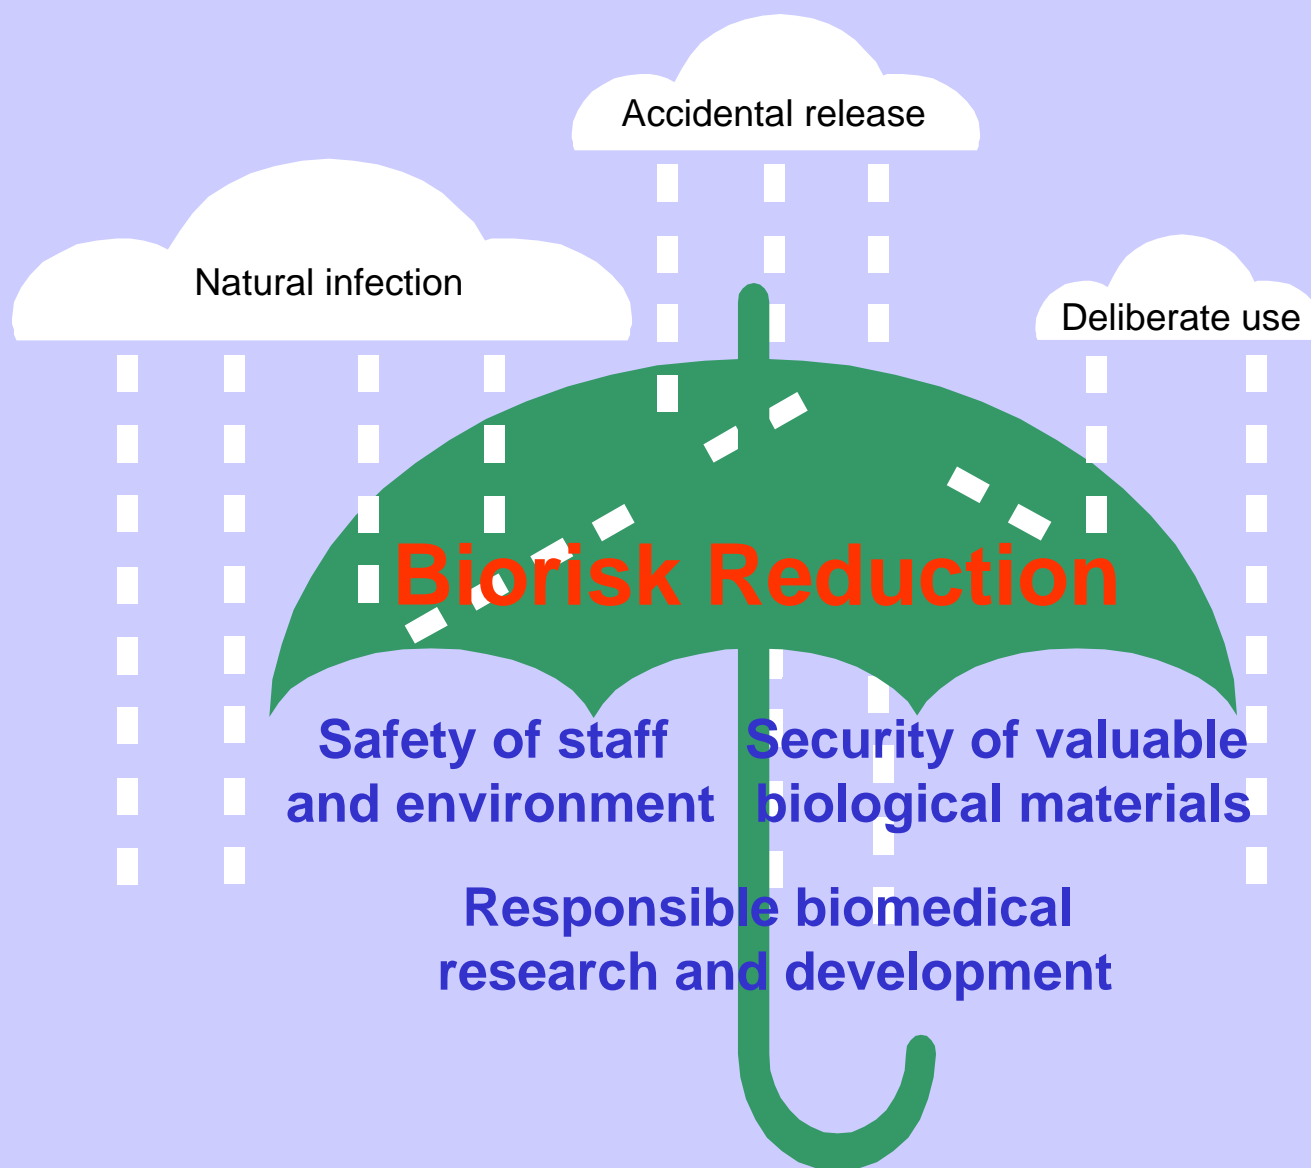 Accidental release
Natural infection
Deliberate use
Biorisk Reduction
Safety of staff
and environment
Security of valuable
biological materials
Responsible biomedical
research and development